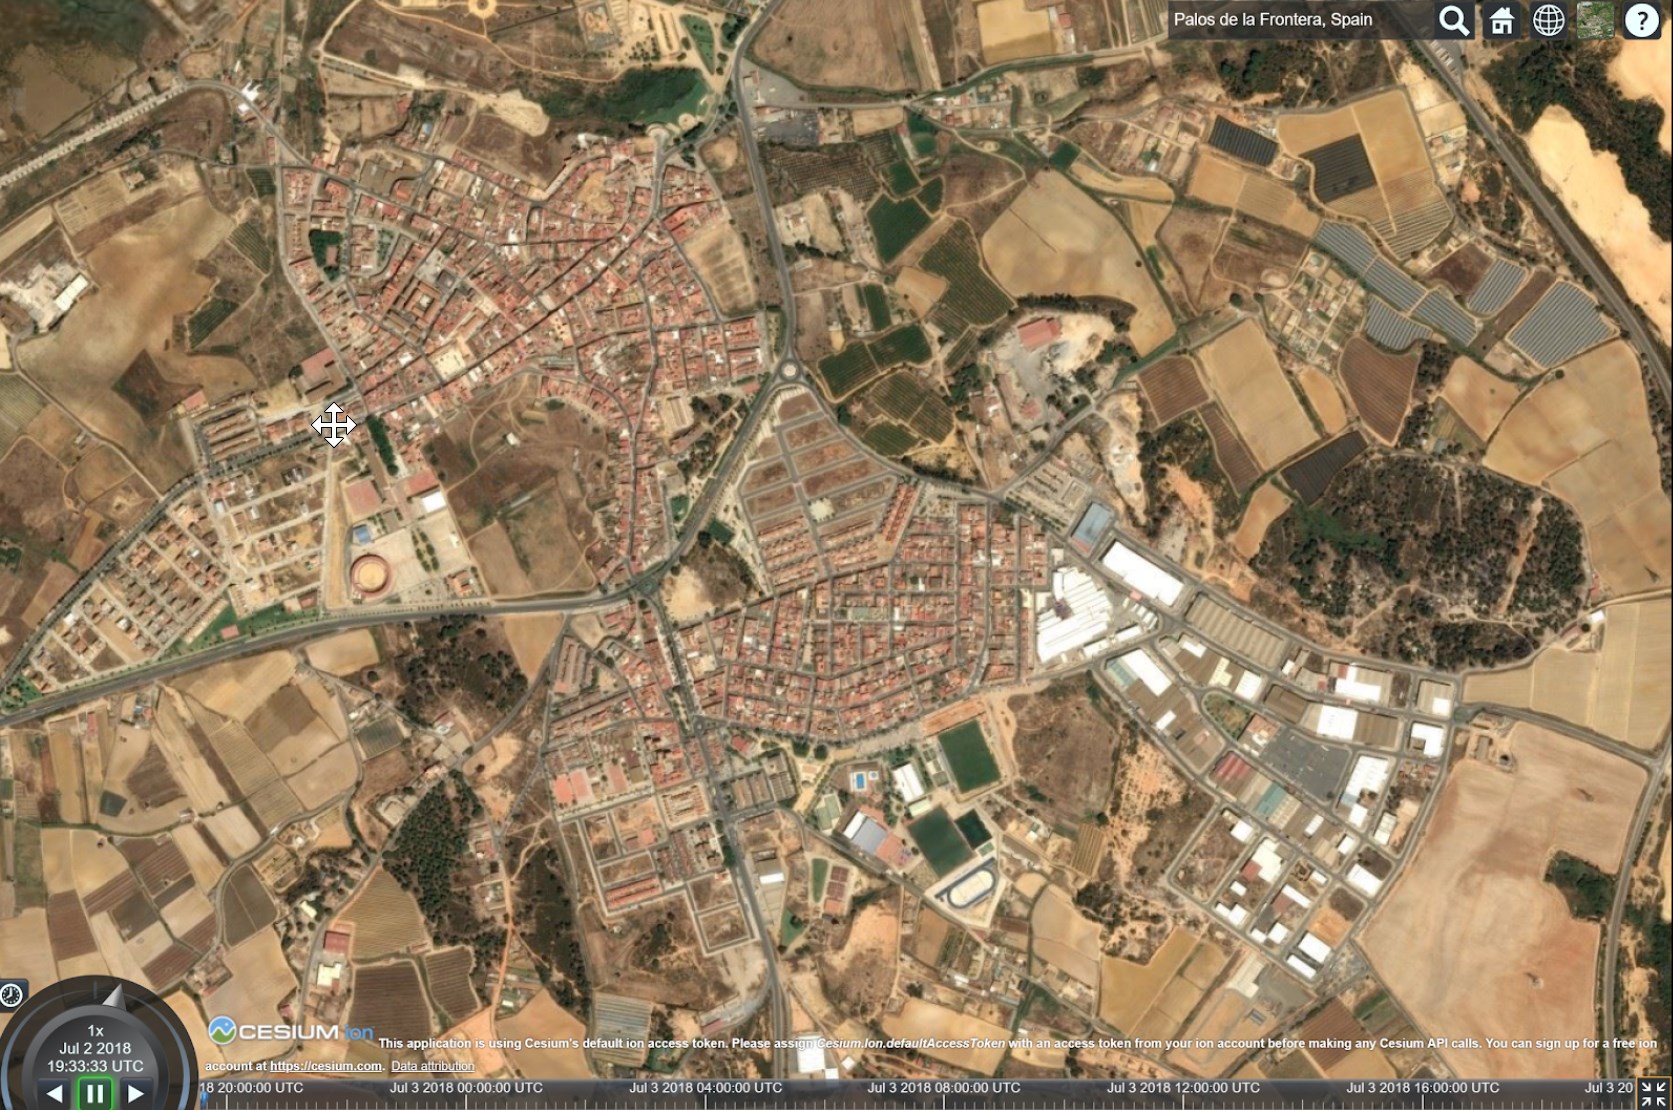 Palos de la Frontera, Spain
?
1x
Jul 2 2018
19:33:33 UTC
CESIUM ion This application is using Cesium's default ion access token. Please assign Cesium.Ion.defaultAccessToken with an access token from your ion account before making any Cesium API calls. You can sign up for a free ion
account at https://cesium.com. Data attribution
18 20:00:00 UTC Jul 3 2018 00:00:00 UTC Jul 3 2018 04:00:00 UTC Jul 3 2018 08:00:00 UTC Jul 3 2018 12:00:00 UTC Jul 3 2018 16:00:00 UTC Jul 3 20